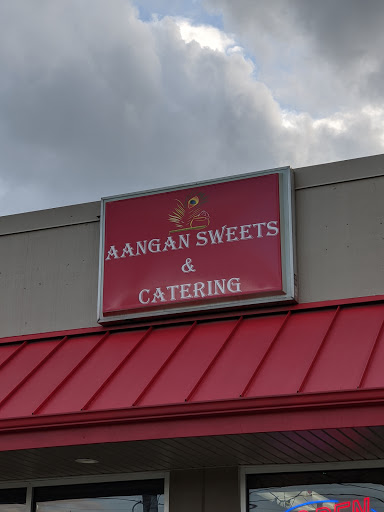 AANGAN SWEETS
&
CATERING